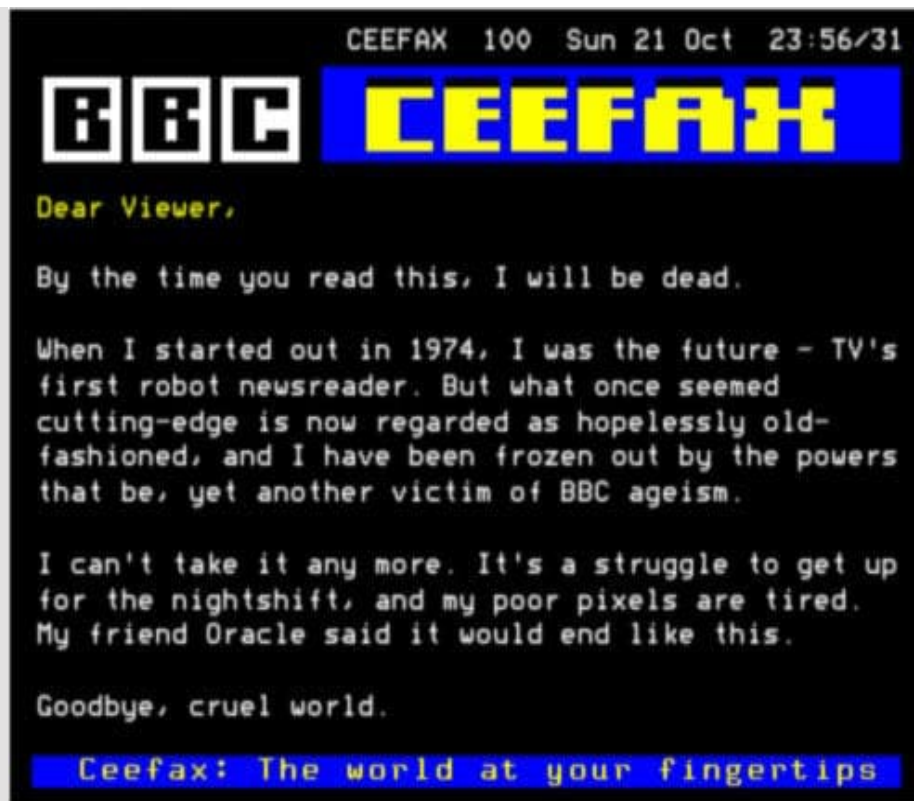 CEEFAX 100 Sun 21 Oct 23:56/31
BBC CEEFAX
Dear Viewer,
By the time you read this, I will be dead.
When I started out in 1974, I was the future - TV's
first robot newsreader. But what once seemed
cutting-edge is now regarded as hopelessly old-
fashioned, and I have been frozen out by the powers
that be, yet another victim of BBC ageism.
I can't take it any more. It's a struggle to get up
for the nightshift, and my poor pixels are tired.
My friend Oracle said it would end like this.
Goodbye, cruel world.
Ceefax: The world at your fingertips